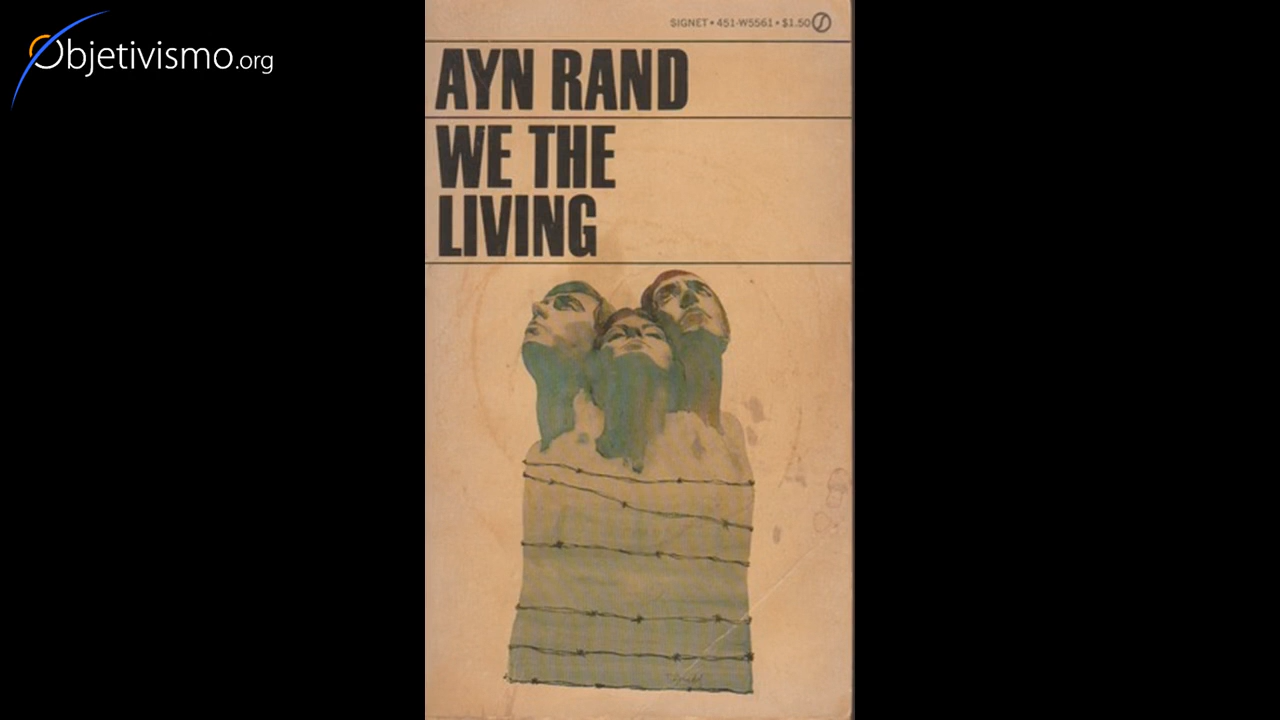 Objetivismo.org
SIGNET • 451-W5561 • $1.50
AYN RAND
WE THE
LIVING